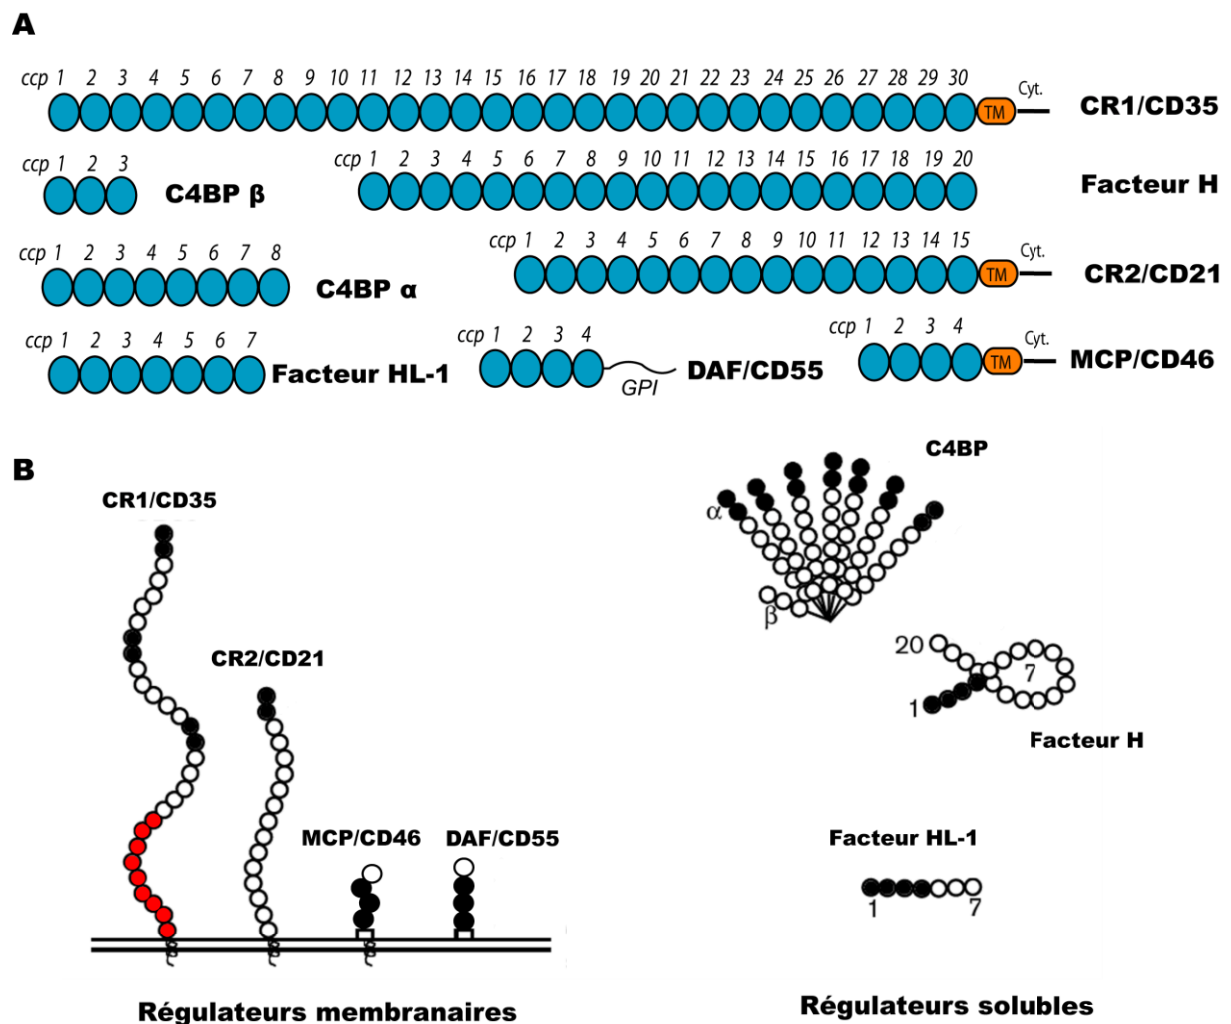 A
ccp 1 2 3 4 5 6 7 8 9 10 11 12 13 14 15 16 17 18 19 20 21 22 23 24 25 26 27 28 29 30 Cyt.
TM CR1/CD35
ccp 1 2 3
C4BP β
ccp 1 2 3 4 5 6 7 8 9 10 11 12 13 14 15 16 17 18 19 20
Facteur H
ccp 1 2 3 4 5 6 7 8
C4BP α
ccp 1 2 3 4 5 6 7 8 9 10 11 12 13 14 15 Cyt.
TM CR2/CD21
ccp 1 2 3 4 5 6 7
Facteur HL-1
ccp 1 2 3 4
GPI
DAF/CD55
ccp 1 2 3 4 Cyt.
TM MCP/CD46
B
CR1/CD35
CR2/CD21
MCP/CD46
DAF/CD55
Régulateurs membranaires
C4BP
α
β
20
7
1
Facteur H
Facteur HL-1
1 7
Régulateurs solubles